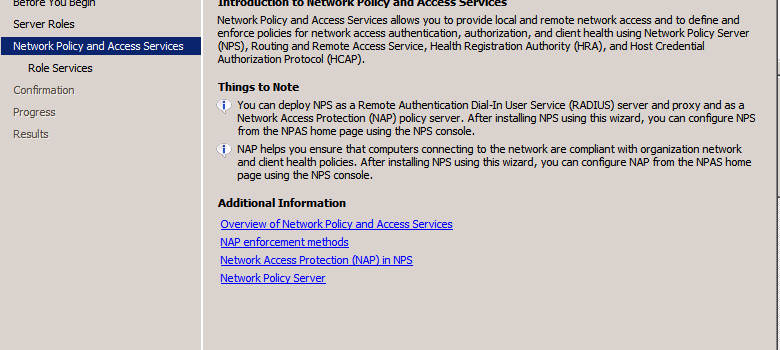 Before You Begin
Server Roles
Network Policy and Access Services
Role Services
Confirmation
Progress
Results
Introduction to Network Policy and Access Services
Network Policy and Access Services allows you to provide local and remote network access and to define and
enforce policies for network access authentication, authorization, and client health using Network Policy Server
(NPS), Routing and Remote Access Service, Health Registration Authority (HRA), and Host Credential
Authorization Protocol (HCAP).
Things to Note
You can deploy NPS as a Remote Authentication Dial-In User Service (RADIUS) server and proxy and as a
Network Access Protection (NAP) policy server. After installing NPS using this wizard, you can configure NPS
from the NPAS home page using the NPS console.
NAP helps you ensure that computers connecting to the network are compliant with organization network
and client health policies. After installing NPS using this wizard, you can configure NAP from the NPAS home
page using the NPS console.
Additional Information
Overview of Network Policy and Access Services
NAP enforcement methods
Network Access Protection (NAP) in NPS
Network Policy Server